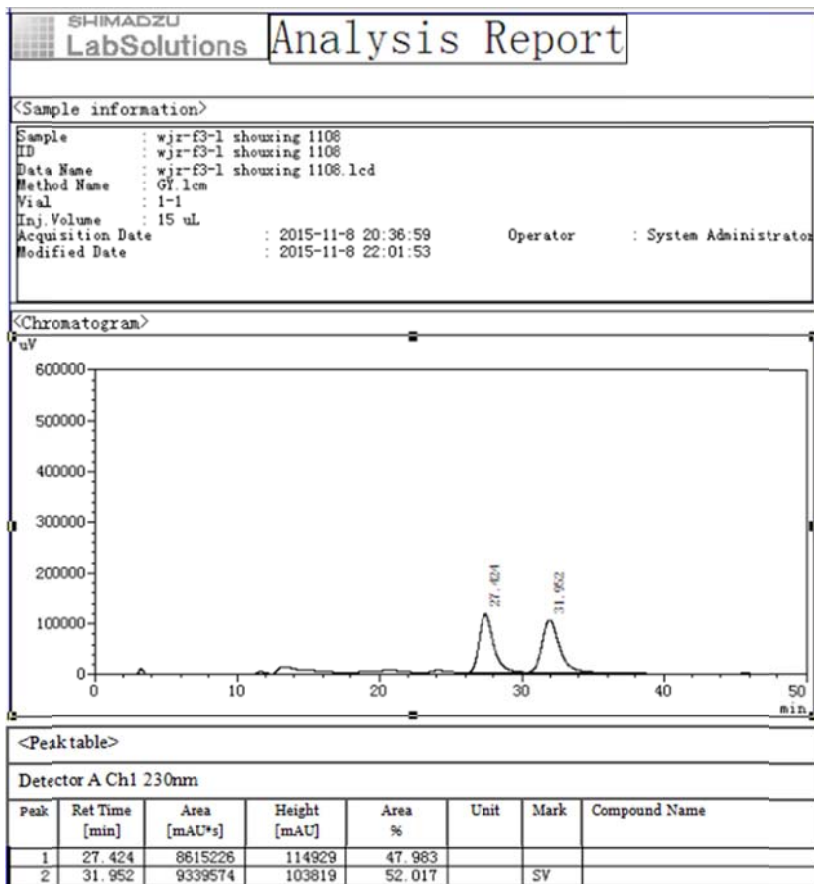 SHIMADZU
LabSolutions Analysis Report
<Sample information>
Sample : wjr-f3-l shouxing 1108
ID : wjr-f3-l shouxing 1108
Data Name : wjr-f3-l shouxing 1108.lcd
Method Name : GY.lcm
Vial : 1-1
Inj.Volume : 15 uL
Acquisition Date : 2015-11-8 20:36:59 Operator : System Administrator
Modified Date : 2015-11-8 22:01:53
<Chromatogram>
uV
600000
500000
400000
300000
200000
100000
0
27.424
31.952
0 10 20 30 40 50
min
<Peak table>
Detector A Ch1 230nm
Peak Ret Time Area Height Area Unit Mark Compound Name
[min] [mAU*s] [mAU] %
1 27.424 8615226 114929 47.983
2 31.952 9339574 103819 52.017 SV